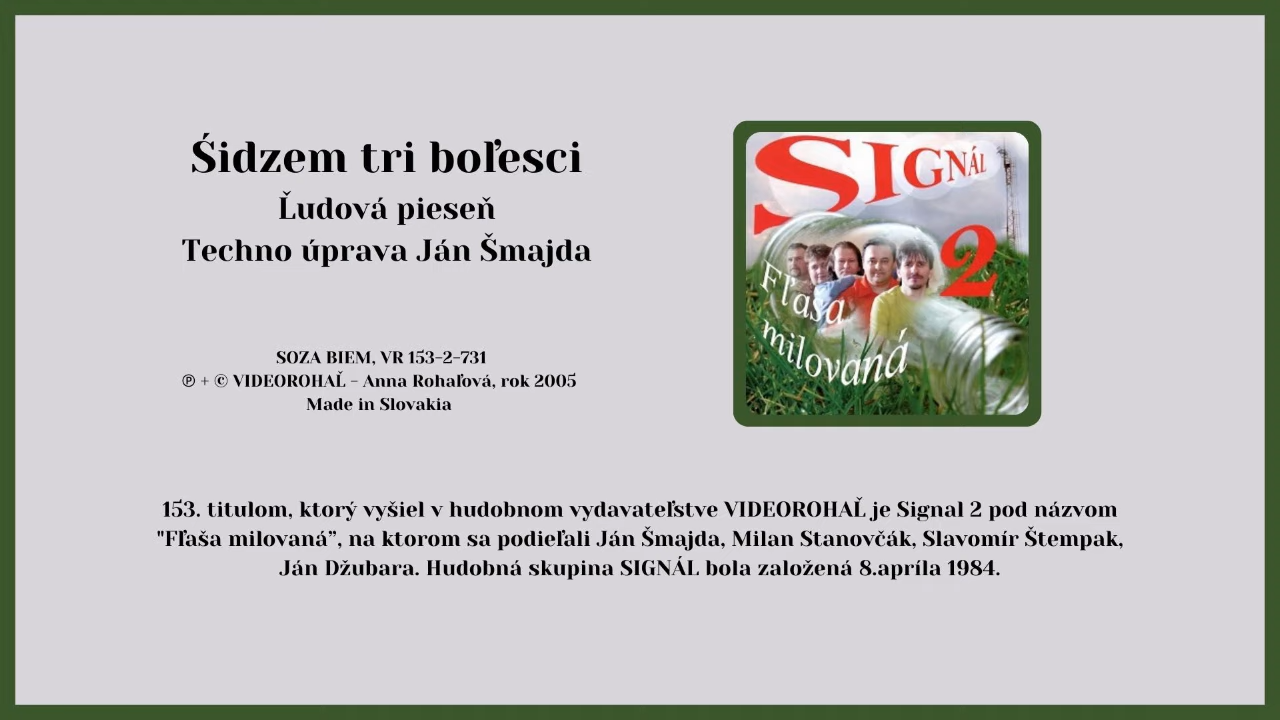 Śidzem tri boľesci
Ľudová pieseň
Techno úprava Ján Šmajda
SOZA BIEM, VR 153-2-731
℗ + © VIDEOROHAĽ - Anna Rohaľová, rok 2005
Made in Slovakia
SIGNÁL
2
Fľaša
milovaná
153. titulom, ktorý vyšiel v hudobnom vydavateľstve VIDEOROHAĽ je Signal 2 pod názvom
"Fľaša milovaná”, na ktorom sa podieľali Ján Šmajda, Milan Stanovčák, Slavomír Štempak,
Ján Džubara. Hudobná skupina SIGNÁL bola založená 8.apríla 1984.